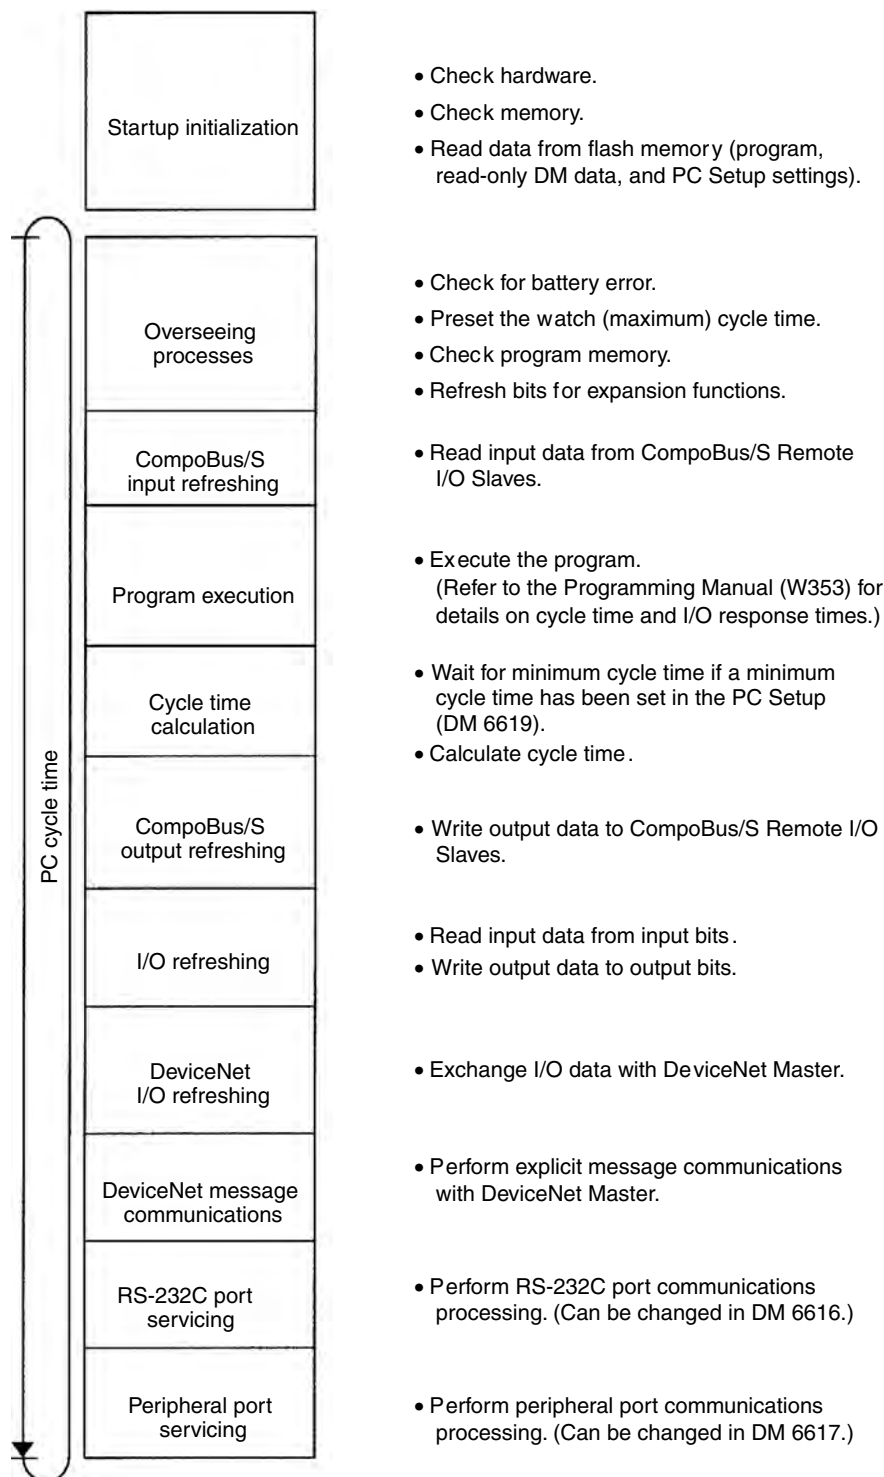 Startup initialization
• Check hardware.
• Check memory.
• Read data from flash memory (program,
read-only DM data, and PC Setup settings).
PC cycle time
Overseeing
processes
• Check for battery error.
• Preset the watch (maximum) cycle time.
• Check program memory.
• Refresh bits for expansion functions.
CompoBus/S
input refreshing
• Read input data from CompoBus/S Remote
I/O Slaves.
Program execution
• Execute the program.
(Refer to the Programming Manual (W353) for
details on cycle time and I/O response times.)
Cycle time
calculation
• Wait for minimum cycle time if a minimum
cycle time has been set in the PC Setup
(DM 6619).
• Calculate cycle time.
CompoBus/S
output refreshing
• Write output data to CompoBus/S Remote I/O
Slaves.
I/O refreshing
• Read input data from input bits.
• Write output data to output bits.
DeviceNet
I/O refreshing
• Exchange I/O data with DeviceNet Master.
DeviceNet message
communications
• Perform explicit message communications
with DeviceNet Master.
RS-232C port
servicing
• Perform RS-232C port communications
processing. (Can be changed in DM 6616.)
Peripheral port
servicing
• Perform peripheral port communications
processing. (Can be changed in DM 6617.)